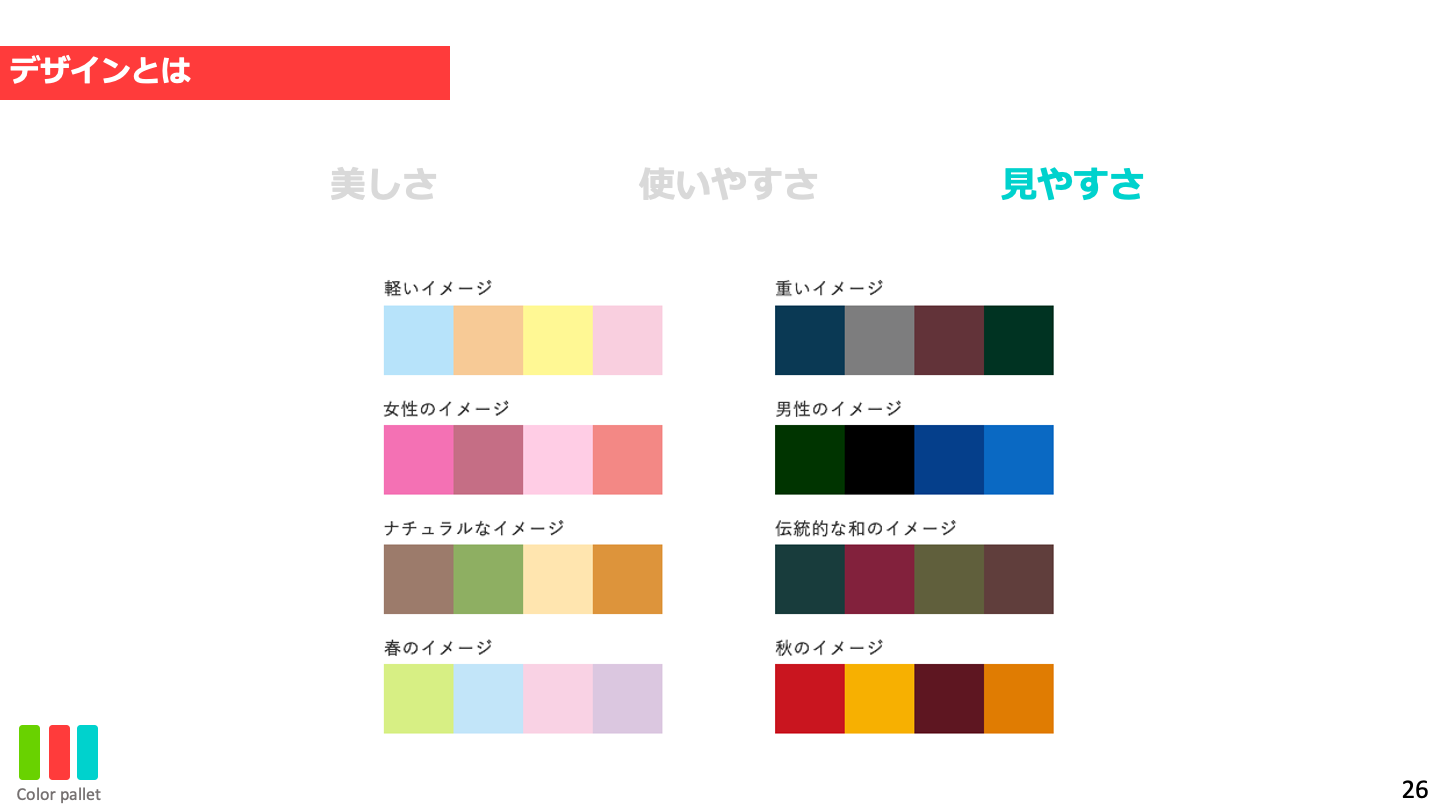 デザインとは
美しさ
使いやすさ
見やすさ
軽いイメージ
重いイメージ
女性のイメージ
男性のイメージ
ナチュラルなイメージ
伝統的な和のイメージ
春のイメージ
秋のイメージ
Color pallet
26